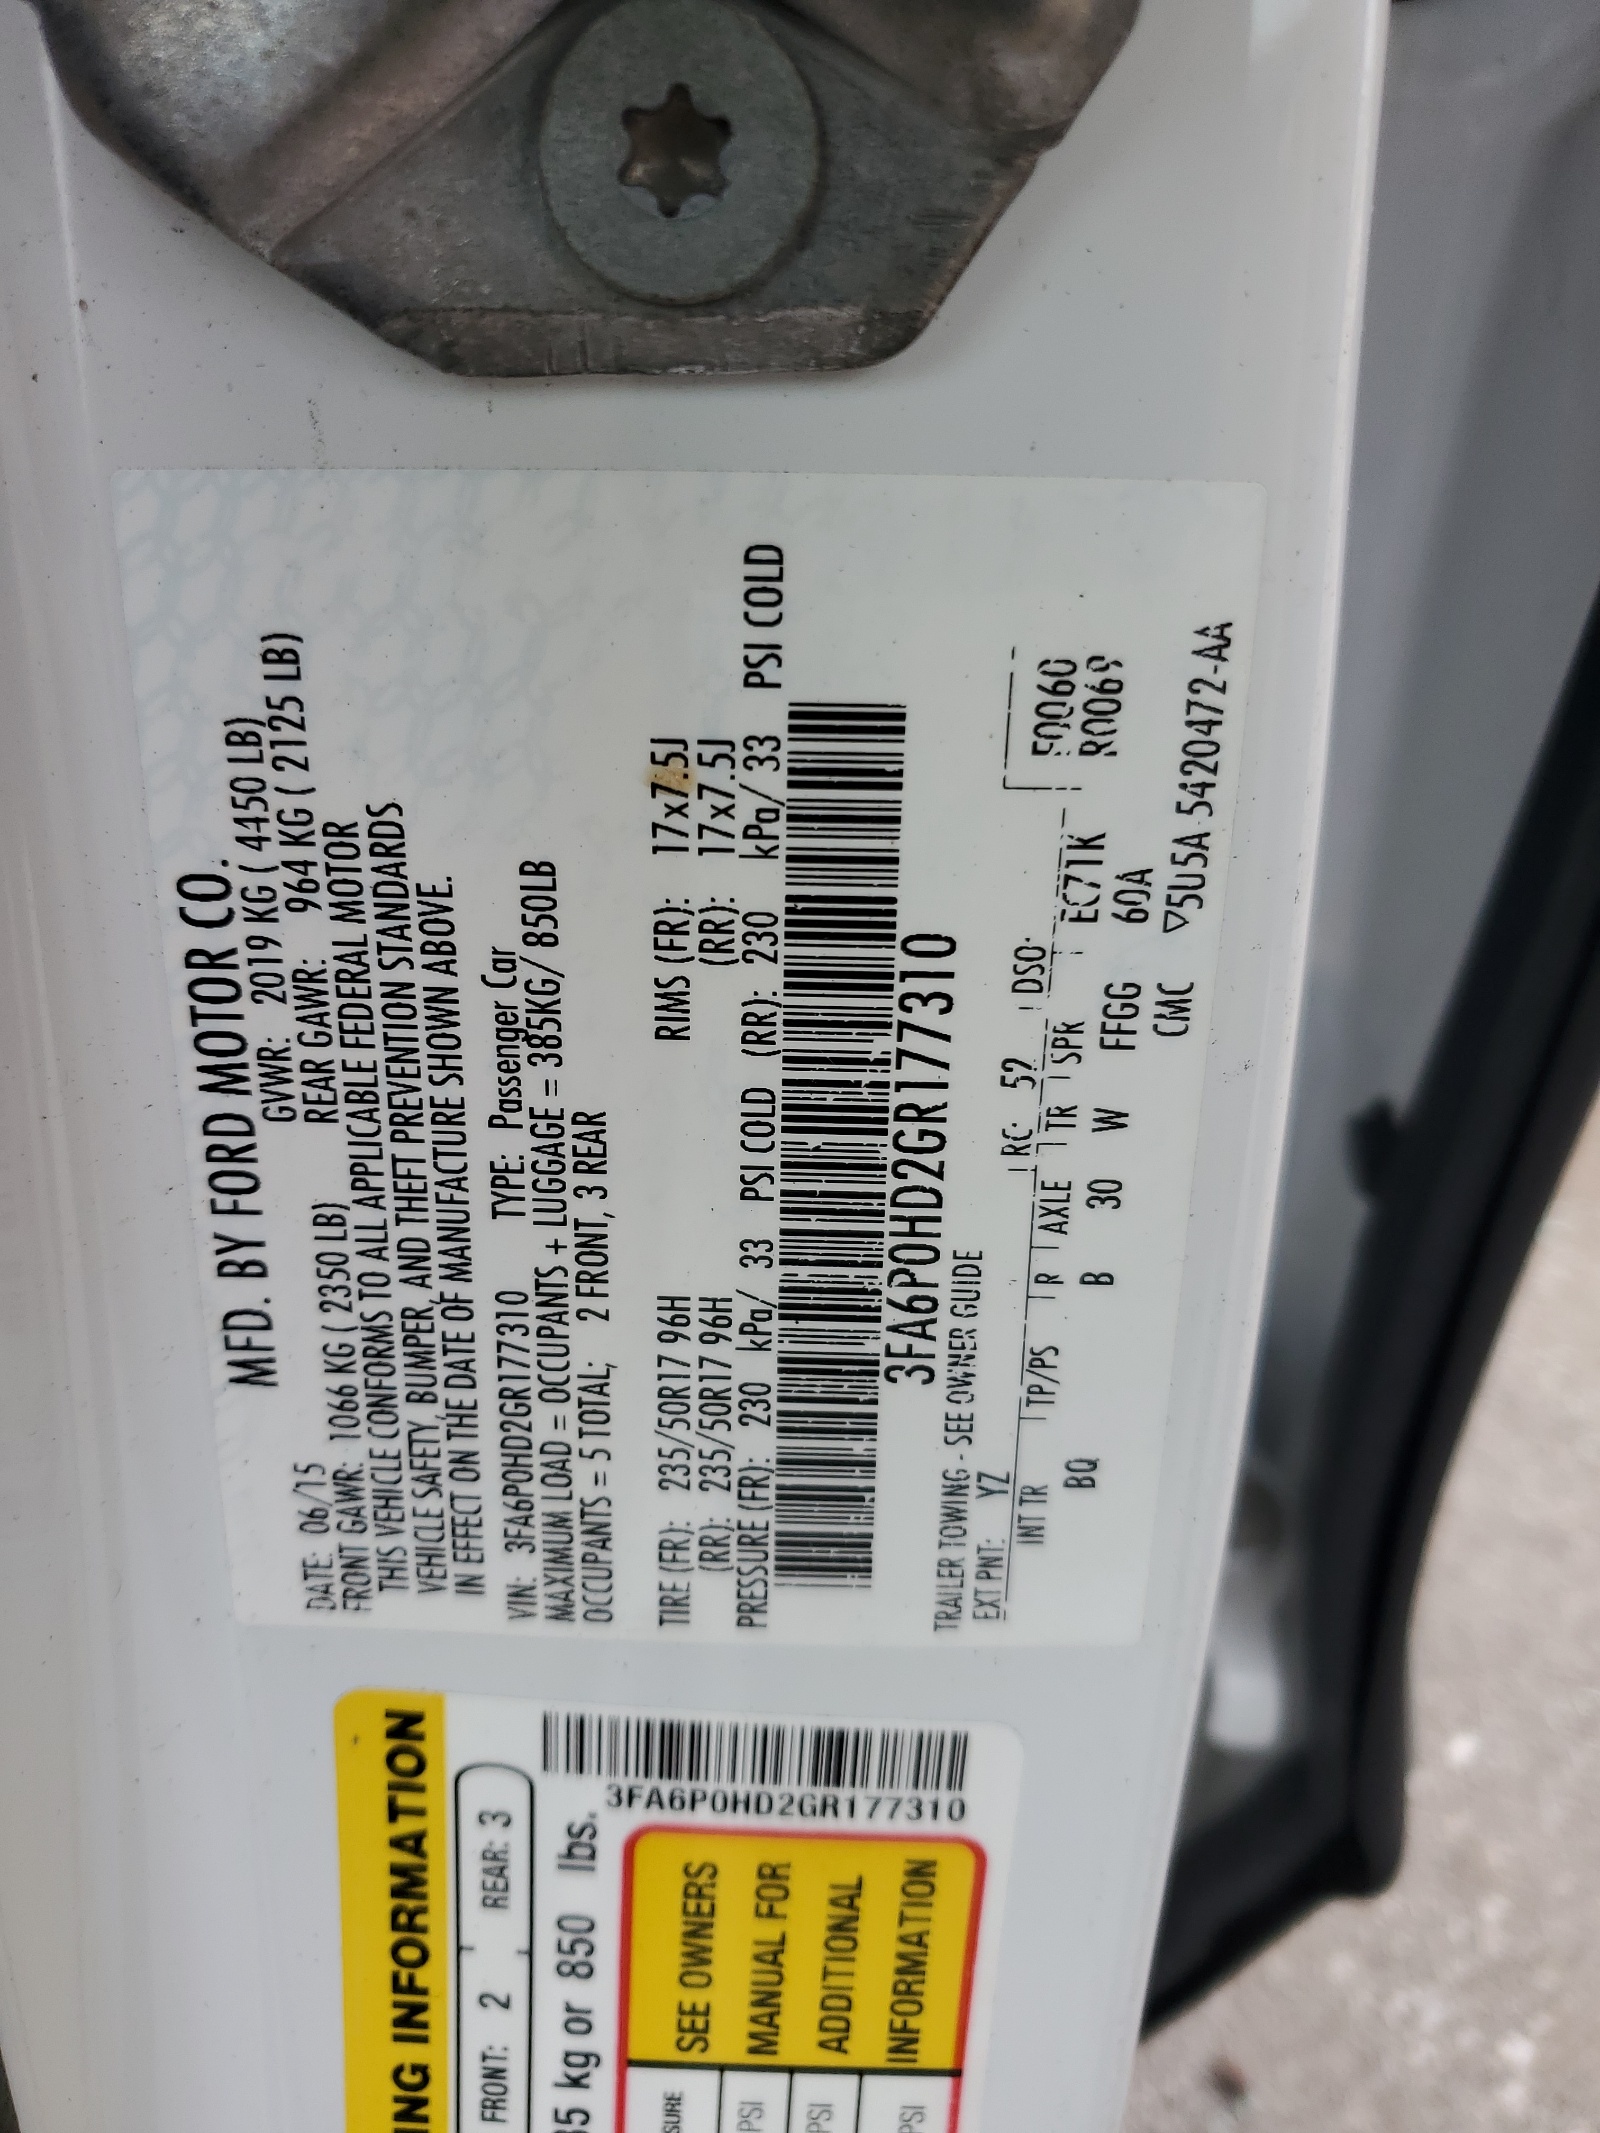 MFD. BY FORD MOTOR CO.
DATE: 06/15 GVWR: 2019 KG ( 4450 LB)
FRONT GAWR: 1066 KG ( 2350 LB) REAR GAWR: 964 KG ( 2125 LB)
THIS VEHICLE CONFORMS TO ALL APPLICABLE FEDERAL MOTOR
VEHICLE SAFETY, BUMPER, AND THEFT PREVENTION STANDARDS
IN EFFECT ON THE DATE OF MANUFACTURE SHOWN ABOVE.
VIN: 3FA6P0HD2GR177310 TYPE: Passenger Car
MAXIMUM LOAD = OCCUPANTS + LUGGAGE = 385KG/ 850LB
OCCUPANTS = 5 TOTAL; 2 FRONT, 3 REAR
TIRE (FR): 235/50R17 96H RIMS (FR): 17x7.5J
(RR): 235/50R17 96H (RR): 17x7.5J
PRESSURE (FR): 230 kPa/ 33 PSI COLD (RR): 230 kPa/ 33 PSI COLD
3FA6P0HD2GR177310
TRAILER TOWING - SEE OWNER GUIDE
EXT PNT: YZ RC: 52 DSO:
INT TR TP/PS R AXLE TR SPR F0060
BQ B 30 W FFGG EC71K R0069
60A
CMC ▽5U5A 5420472-AA
ING INFORMATION
FRONT: 2 REAR: 3
85 kg or 850 lbs.
3FA6P0HD2GR177310
SURE
PSI
PSI
PSI
SEE OWNERS
MANUAL FOR
ADDITIONAL
INFORMATION